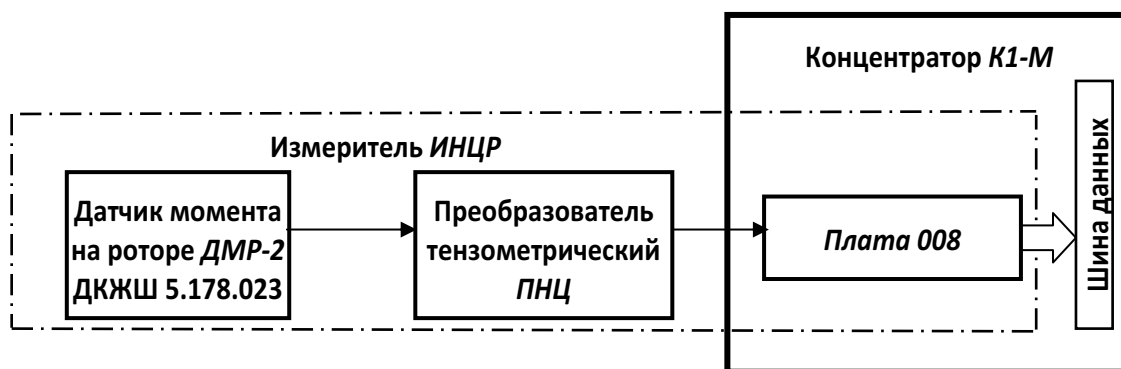 Концентратор К1-М
Измеритель ИНЦР
Датчик момента
на роторе ДМР-2
ДКЖШ 5.178.023
Преобразователь
тензометрический
ПНЦ
Плата 008
Шина данных